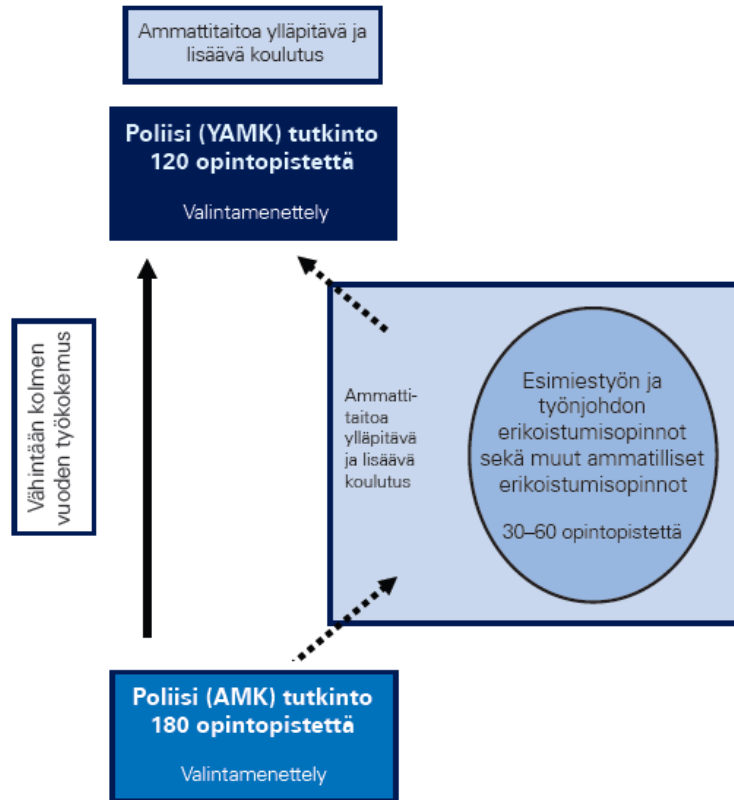 Ammattitaitoa ylläpitävä ja
lisäävä koulutus
Poliisi (YAMK) tutkinto
120 opintopistettä
Valintamenettely
Vähintään kolmen
vuoden työkokemus
Ammatti-
taitoa
ylläpitävä
ja lisäävä
koulutus
Esimiestyön ja
työnjohdon
erikoistumisopinnot
sekä muut ammatilliset
erikoistumisopinnot
30–60 opintopistettä
Poliisi (AMK) tutkinto
180 opintopistettä
Valintamenettely